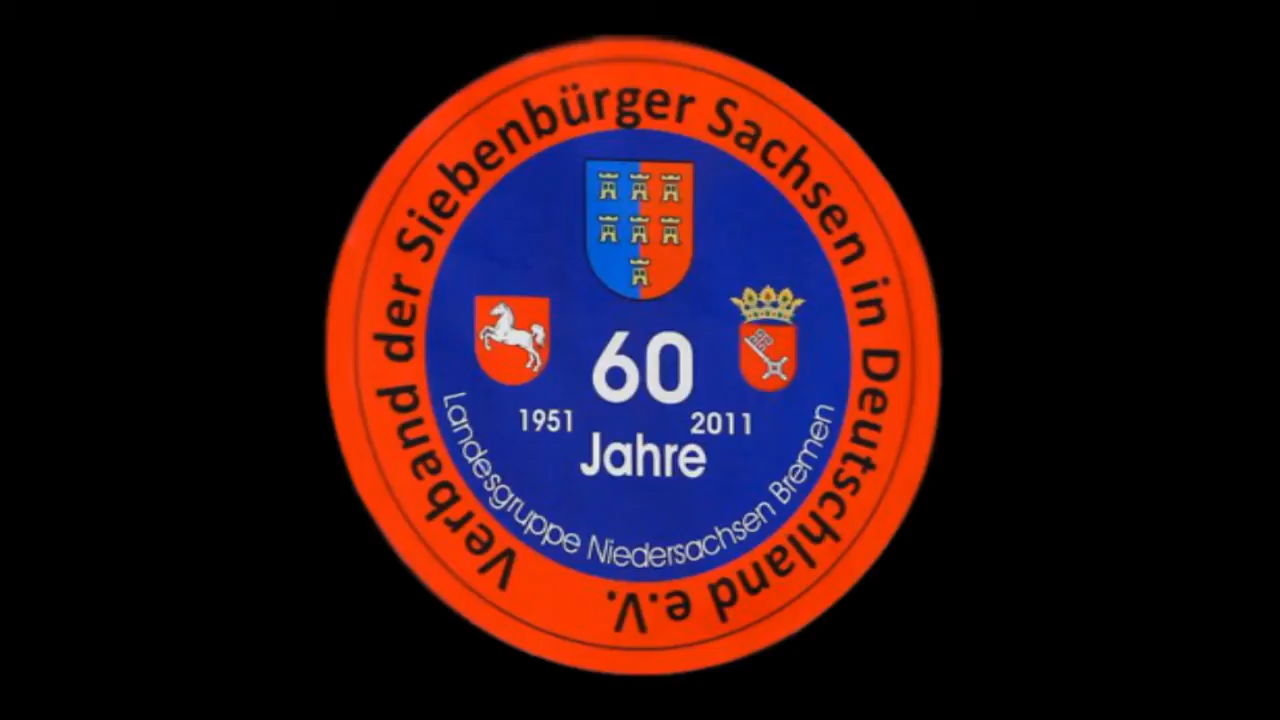 Verband der Siebenbürger Sachsen in Deutschland e.V.
60
1951 2011
Jahre
Landesgruppe Niedersachsen Bremen